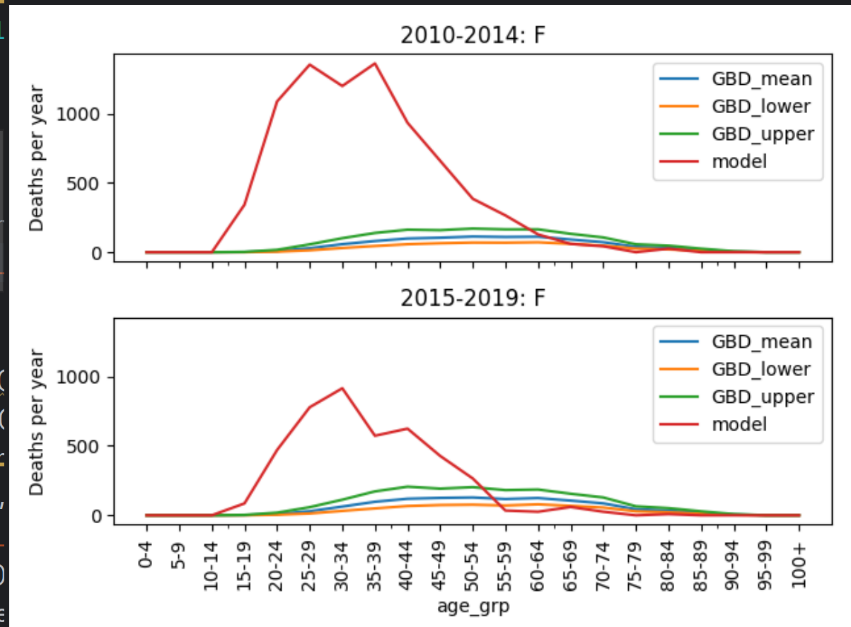 2010-2014: F
Deaths per year
1000
500
0
GBD_mean
GBD_lower
GBD_upper
model
2015-2019: F
Deaths per year
1000
500
0
GBD_mean
GBD_lower
GBD_upper
model
0-4
5-9
10-14
15-19
20-24
25-29
30-34
35-39
40-44
45-49
50-54
55-59
60-64
65-69
70-74
75-79
80-84
85-89
90-94
95-99
100+
age_grp